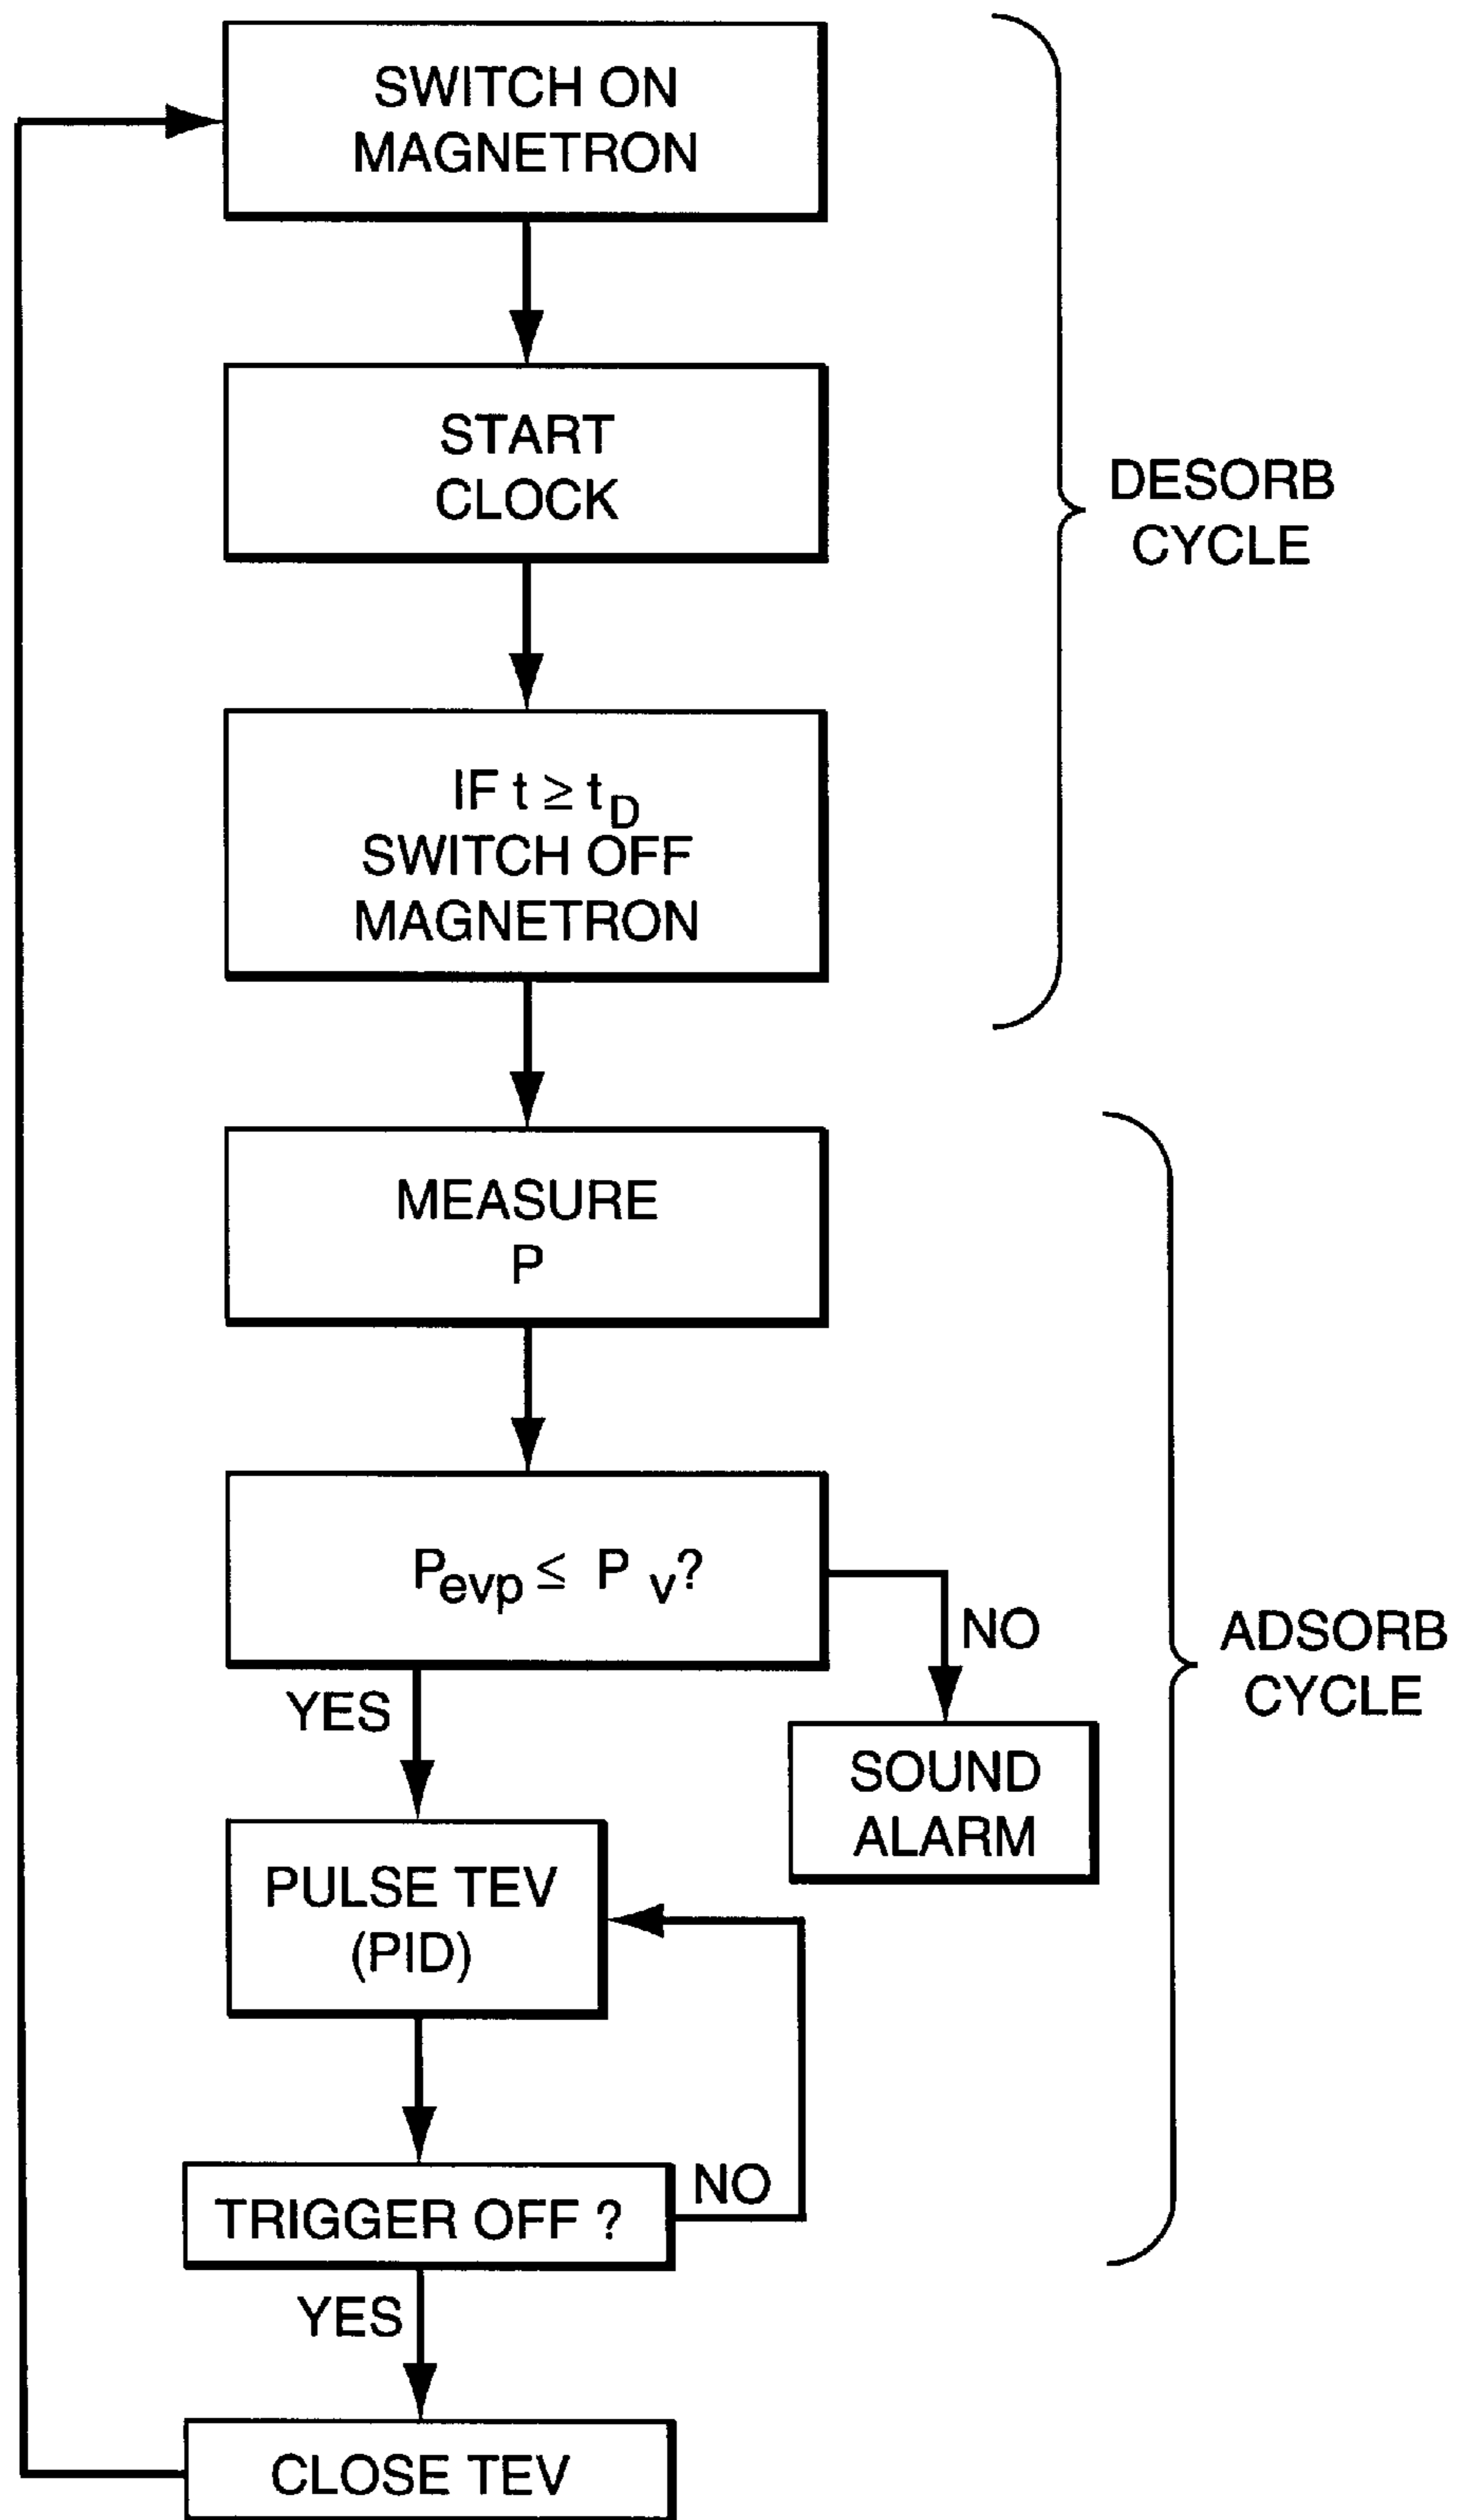 SWITCH ON
MAGNETRON
START
CLOCK
DESORB
CYCLE
IF t ≥ tD
SWITCH OFF
MAGNETRON
MEASURE
P
Pevp ≤ P v?
NO
YES
SOUND
ALARM
ADSORB
CYCLE
PULSE TEV
(PID)
TRIGGER OFF ?
NO
YES
CLOSE TEV